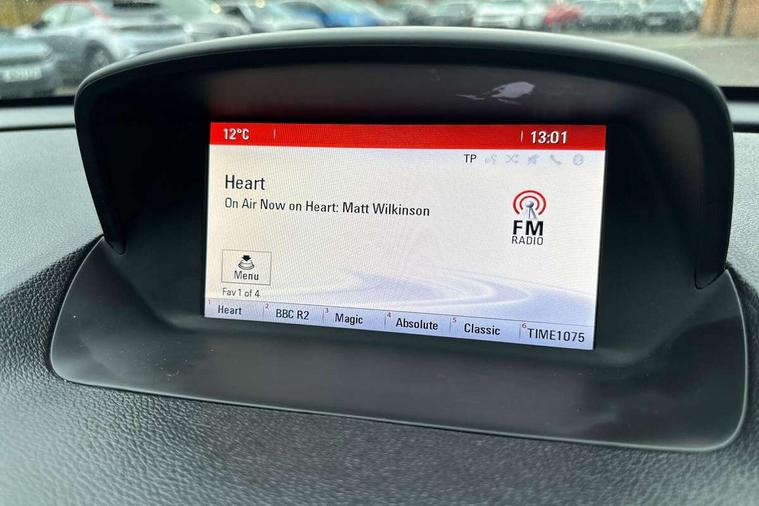 12°C
13:01
TP
Heart
On Air Now on Heart: Matt Wilkinson
FM
RADIO
Menu
Fav 1 of 4
1 Heart 2 BBC R2 3 Magic 4 Absolute 5 Classic 6 TIME1075